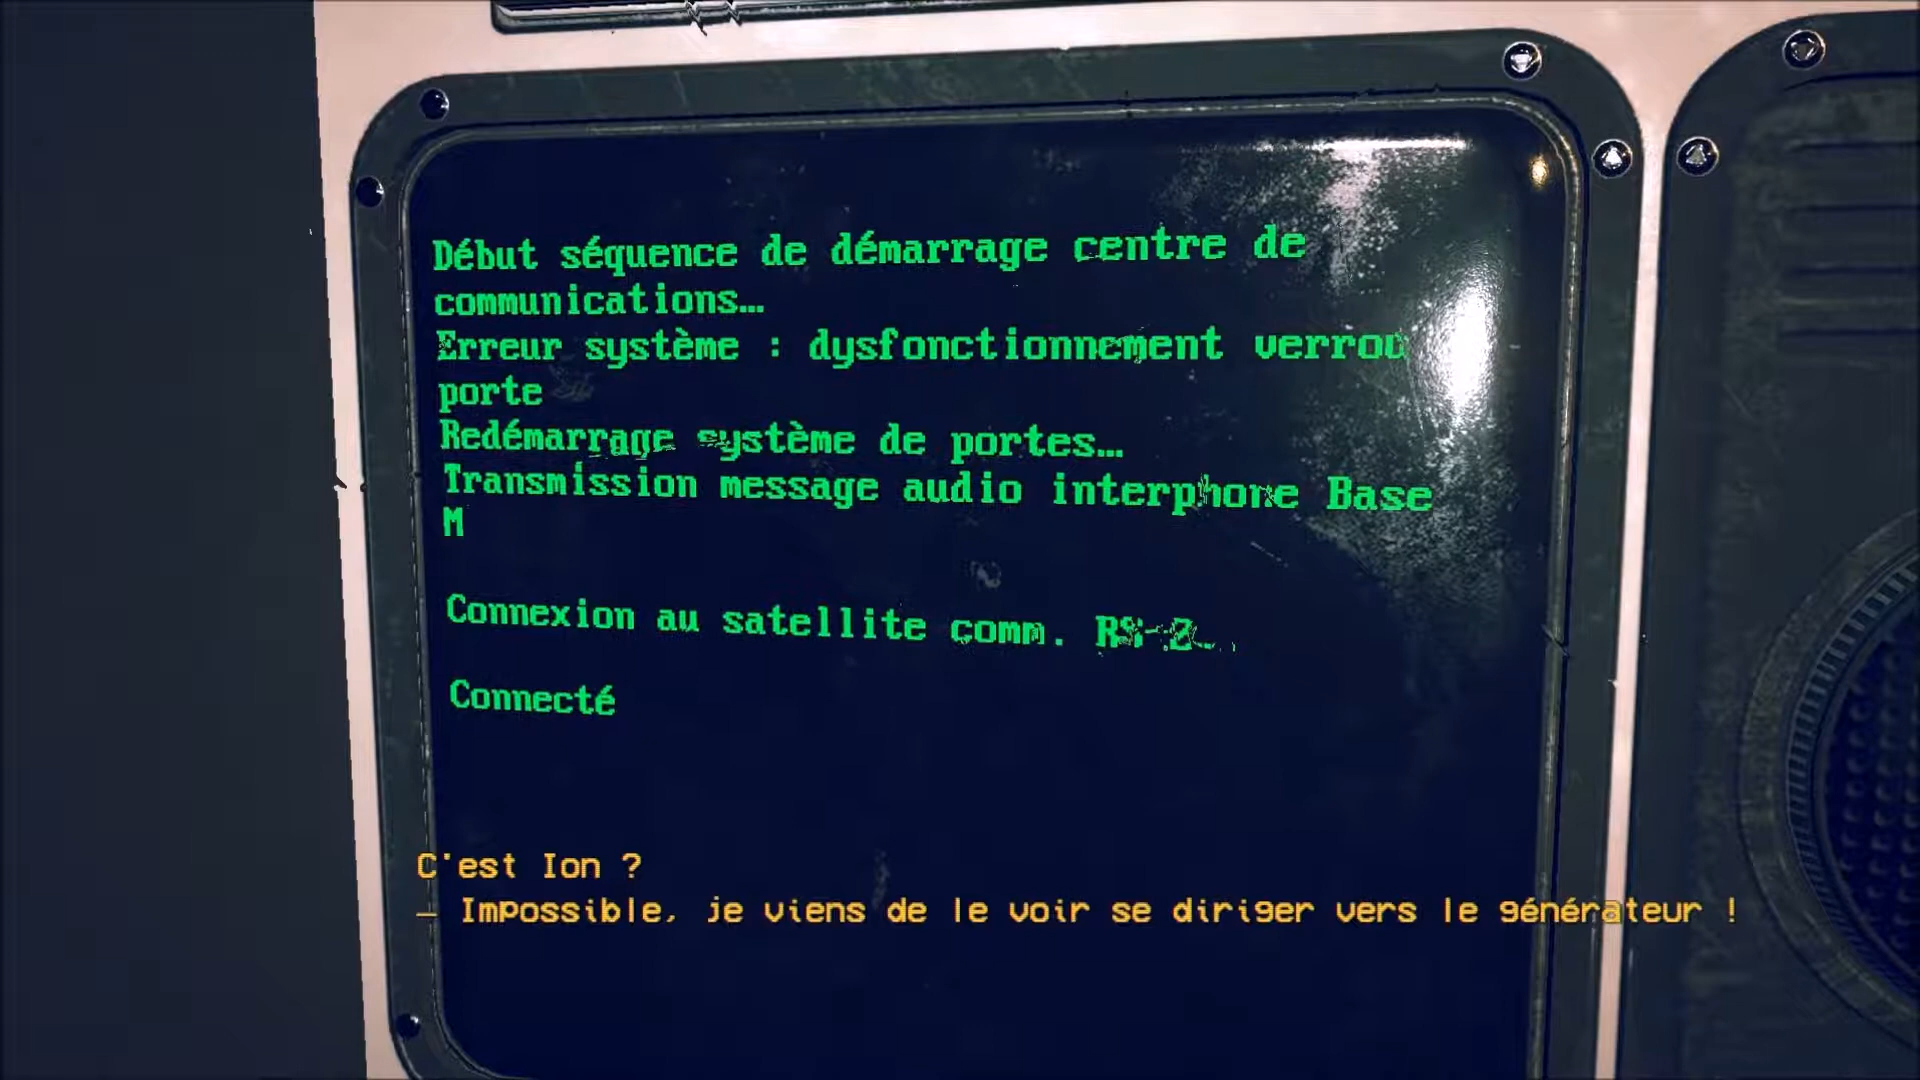 Début séquence de démarrage centre de
communications…
Erreur système : dysfonctionnement verrou
porte
Redémarrage système de portes…
Transmission message audio interphone Base
M
Connexion au satellite comm.
Connecté
C'est Ion ?
– Impossible, je viens de le voir se diriger vers le générateur !